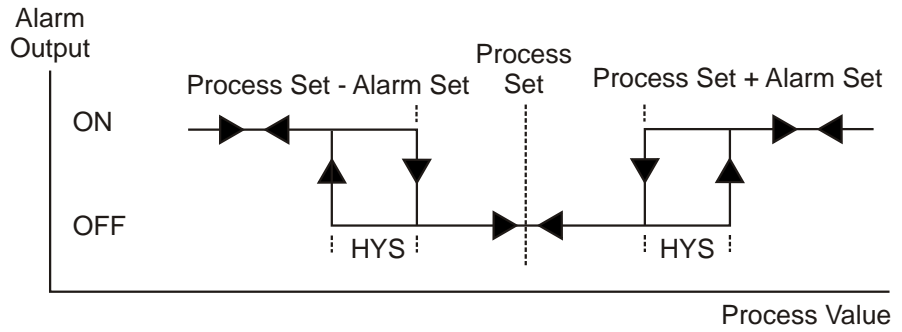 Alarm
Output
Process
Set
Process Set - Alarm Set
Process Set + Alarm Set
ON
OFF
HYS
HYS
Process Value